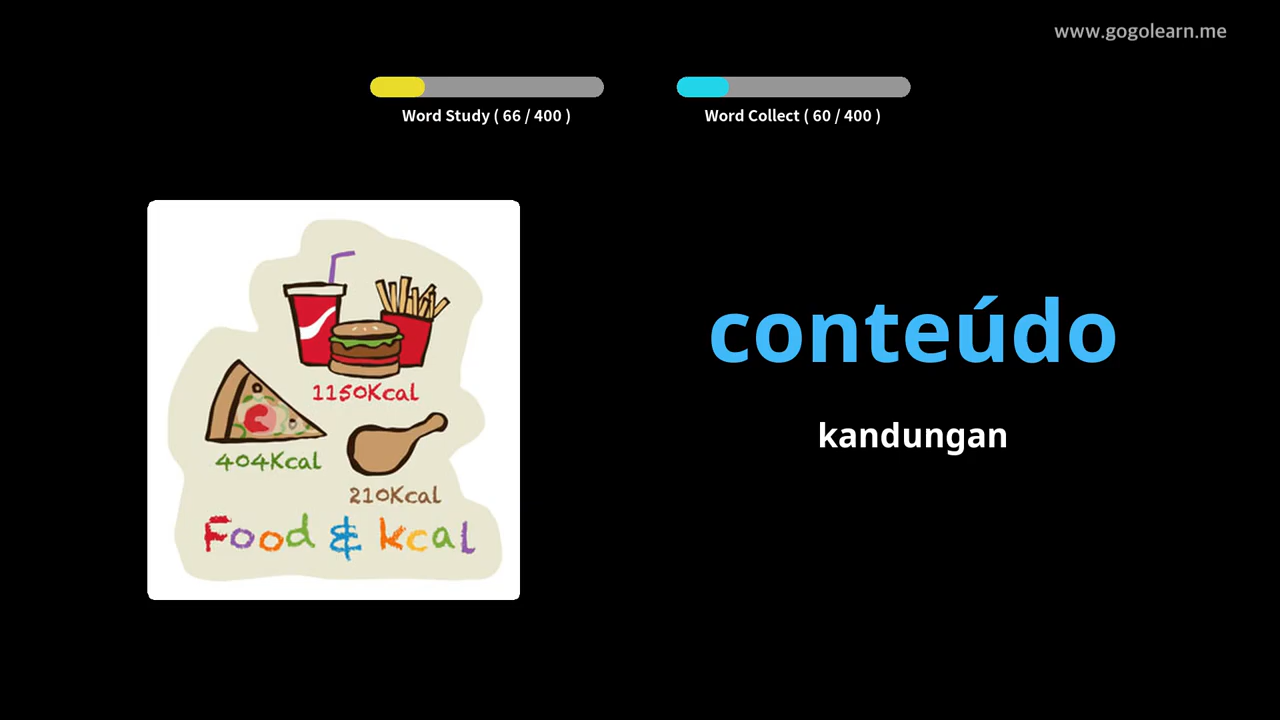 www.gogolearn.me
Word Study ( 66 / 400 )
Word Collect ( 60 / 400 )
1150Kcal
404Kcal
210Kcal
Food & kcal
conteúdo
kandungan